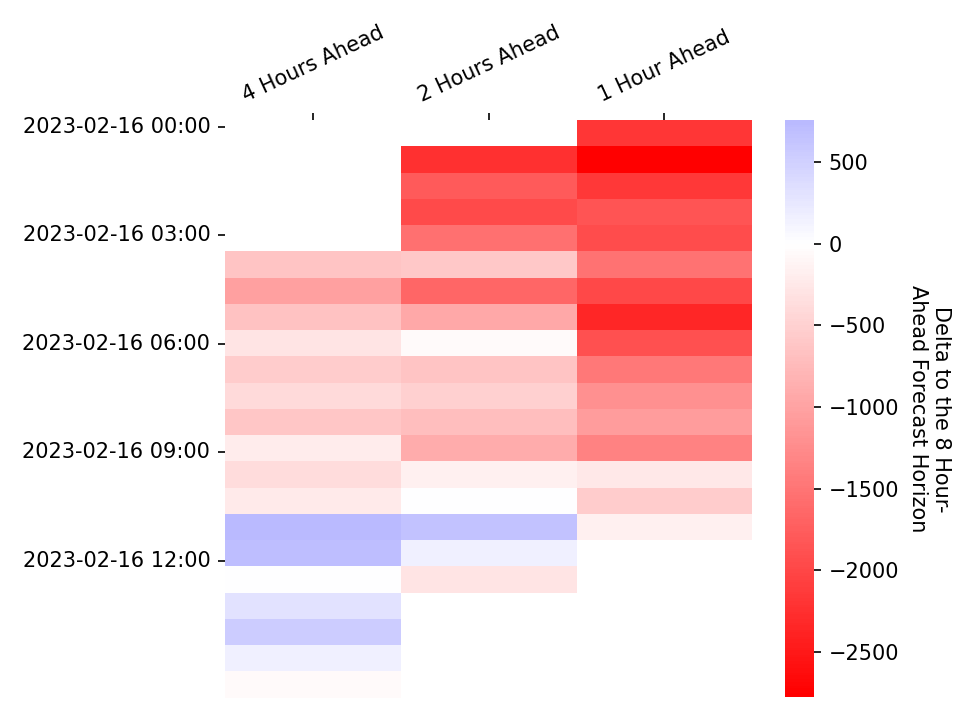 4 Hours Ahead
2 Hours Ahead
1 Hour Ahead
2023-02-16 00:00
2023-02-16 03:00
2023-02-16 06:00
2023-02-16 09:00
2023-02-16 12:00
500
0
−500
−1000
−1500
−2000
−2500
Delta to the 8 Hour-
Ahead Forecast Horizon